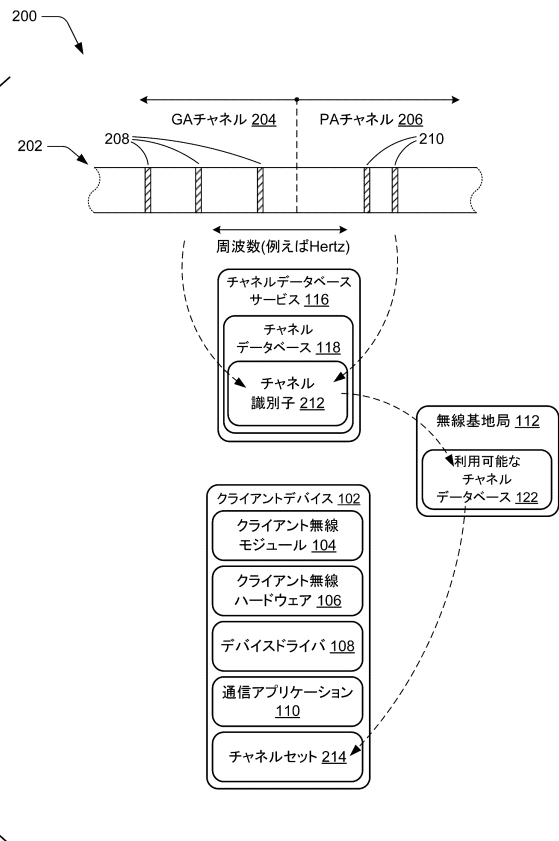 200
GAチャネル 204
PAチャネル 206
202
208
210
周波数(例えばHertz)
チャネルデータベース
サービス 116
チャネル
データベース 118
チャネル
識別子 212
無線基地局 112
利用可能な
チャネル
データベース 122
クライアントデバイス 102
クライアント無線
モジュール 104
クライアント無線
ハードウェア 106
デバイスドライバ 108
通信アプリケーション
110
チャネルセット 214